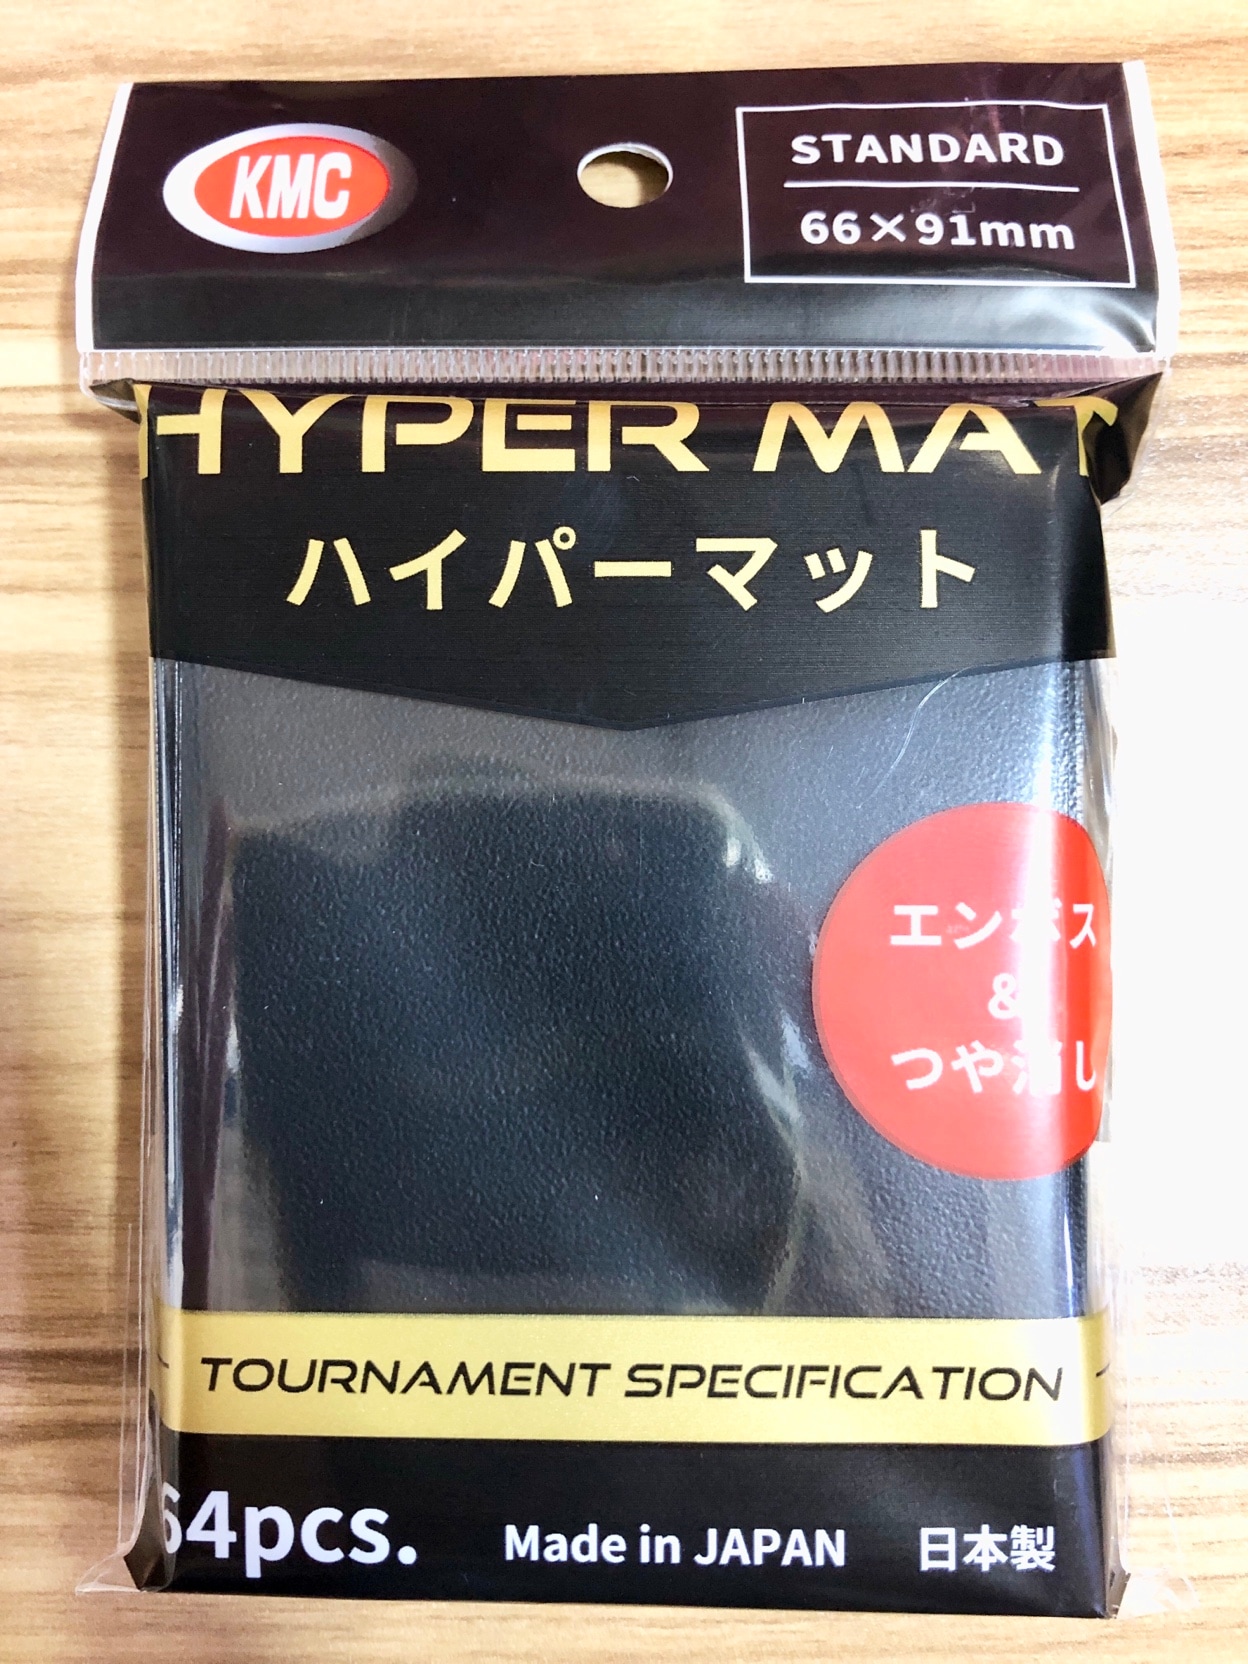 KMC
STANDARD
66×91mm
HYPER MAT
ハイパーマット
エンボス
&
つや消し
TOURNAMENT SPECIFICATION
64pcs.
Made in JAPAN
日本製